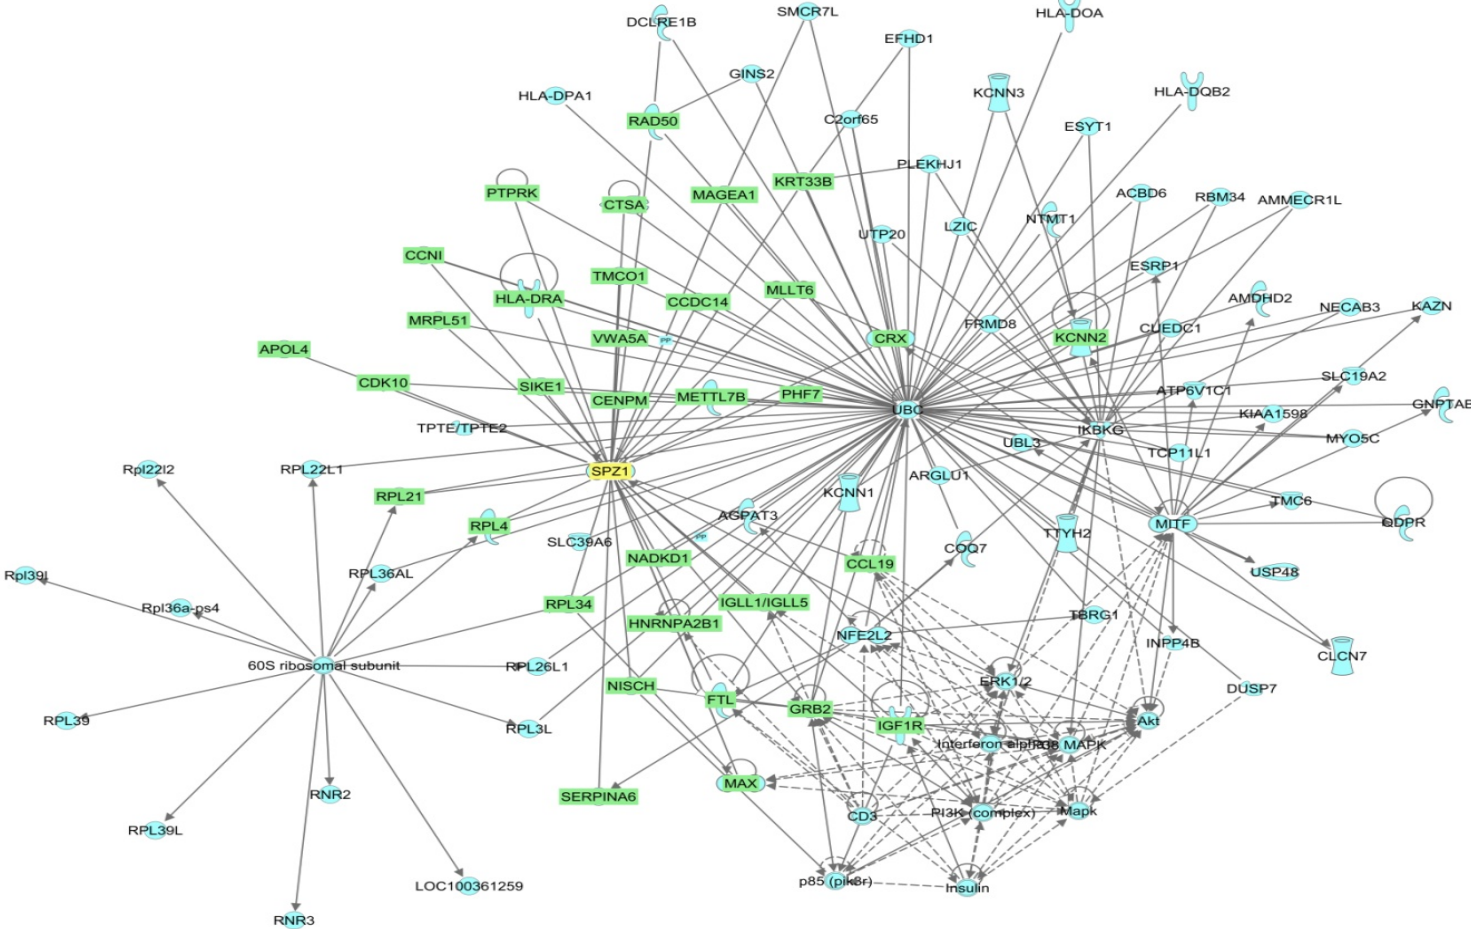 SMCR7L
HLA-DOA
DCLRE1B
EFHD1
GINS2
KCNN3
HLA-DQB2
HLA-DPA1
RAD50
C2orf65
ESYT1
PLEKHJ1
KRT33B
PTPRK
CTSA
MAGEA1
ACBD6
RBM34
AMMECR1L
NTMT1
LZIC
UTP20
CCNI
ESRP1
TMCO1
MLLT6
HLA-DRA
CCDC14
AMDHD2
NECAB3
KAZN
MRPL51
FRMD8
CUEDC1
VWA5A
PP
CRX
KCNN2
APOL4
CDK10
SIKE1
SLC19A2
ATP6V1C1
CENPM
METTL7B
PHF7
GNPTAB
UBC
KIAA1598
TPTE/TPTE2
IKBKG
UBL3
MYO5C
TCP11L1
Rpl22l2
RPL22L1
SPZ1
ARGLU1
KCNN1
RPL21
TMC6
AGPAT3
RPL4
MITF
QDPR
TTYH2
SLC39A6
PP
COQ7
NADKD1
CCL19
Rpl39l
RPL36AL
USP48
Rpl36a-ps4
RPL34
IGLL1/IGLL5
TBRG1
HNRNPA2B1
NFE2L2
INPP4B
CLCN7
60S ribosomal subunit
RPL26L1
ERK1/2
NISCH
DUSP7
FTL
GRB2
RPL39
RPL3L
IGF1R
Akt
Interferon alpha
MAPK
MAX
RNR2
SERPINA6
CD3
PI3K (complex)
Mapk
RPL39L
p85 (pik3r)
Insulin
LOC100361259
RNR3